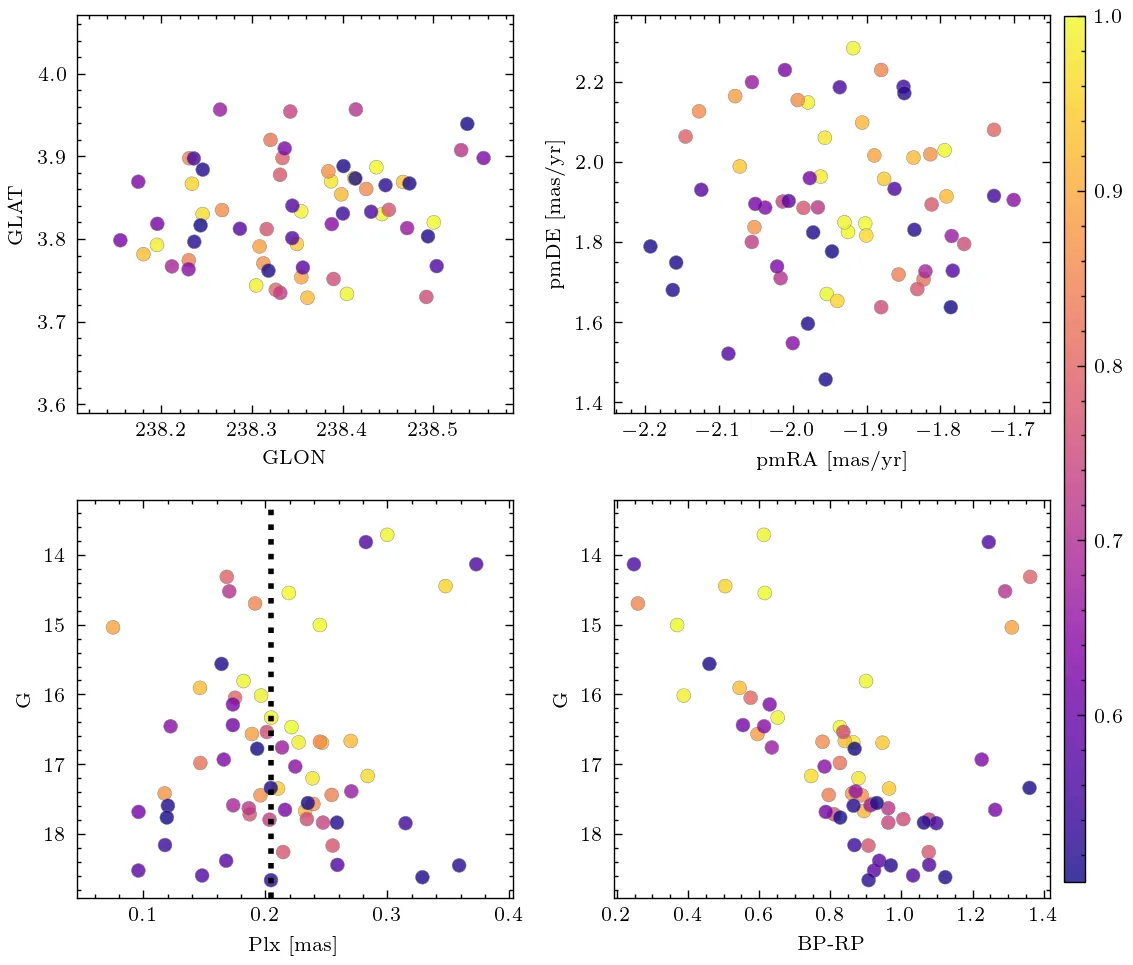 4.0
3.9
3.8
3.7
3.6
GLAT
238.2 238.3 238.4 238.5
GLON
2.2
2.0
1.8
1.6
1.4
pmDE [mas/yr]
−2.2 −2.1 −2.0 −1.9 −1.8 −1.7
pmRA [mas/yr]
1.0
0.9
0.8
0.7
0.6
14
15
16
17
18
G
0.1 0.2 0.3 0.4
Plx [mas]
14
15
16
17
18
G
0.2 0.4 0.6 0.8 1.0 1.2 1.4
BP-RP